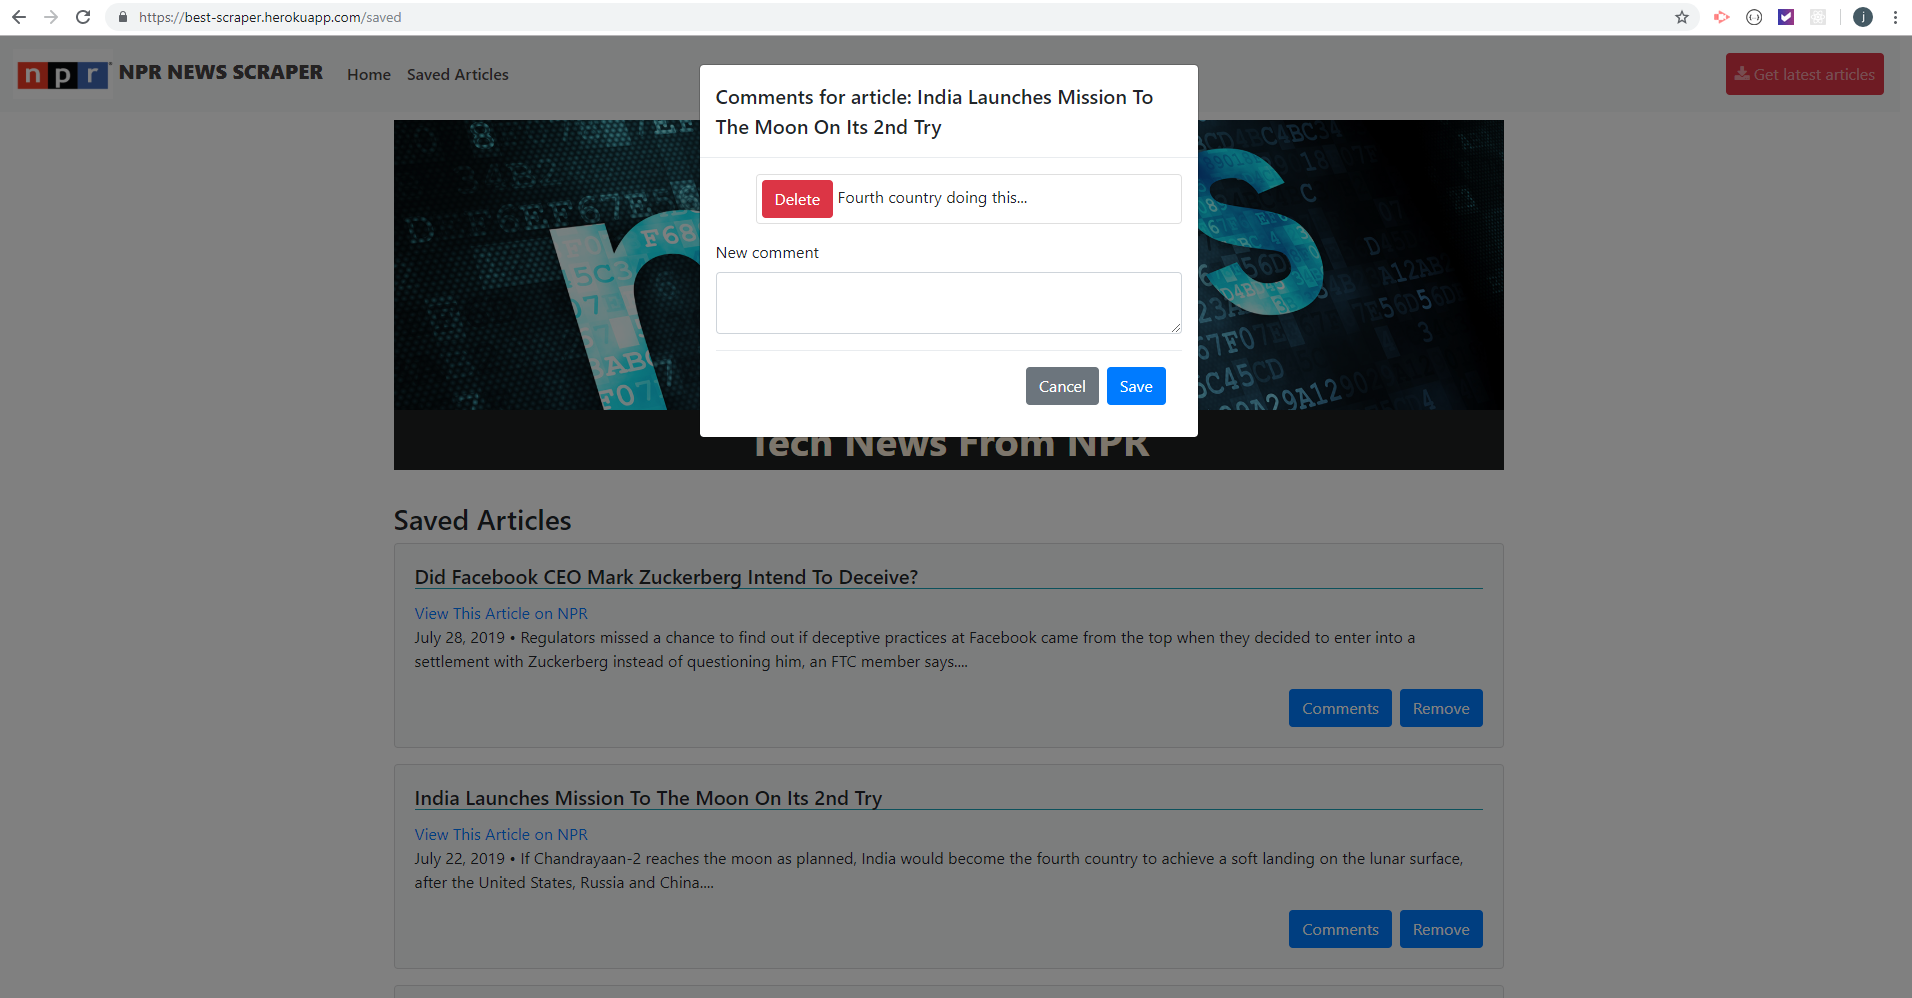 https://best-scraper.herokuapp.com/saved
j
npr NPR NEWS SCRAPER Home Saved Articles Get latest articles
Comments for article: India Launches Mission To
The Moon On Its 2nd Try
Delete Fourth country doing this...
New comment
Cancel Save
Tech News From NPR
Saved Articles
Did Facebook CEO Mark Zuckerberg Intend To Deceive?
View This Article on NPR
July 28, 2019 • Regulators missed a chance to find out if deceptive practices at Facebook came from the top when they decided to enter into a
settlement with Zuckerberg instead of questioning him, an FTC member says....
Comments Remove
India Launches Mission To The Moon On Its 2nd Try
View This Article on NPR
July 22, 2019 • If Chandrayaan-2 reaches the moon as planned, India would become the fourth country to achieve a soft landing on the lunar surface,
after the United States, Russia and China....
Comments Remove